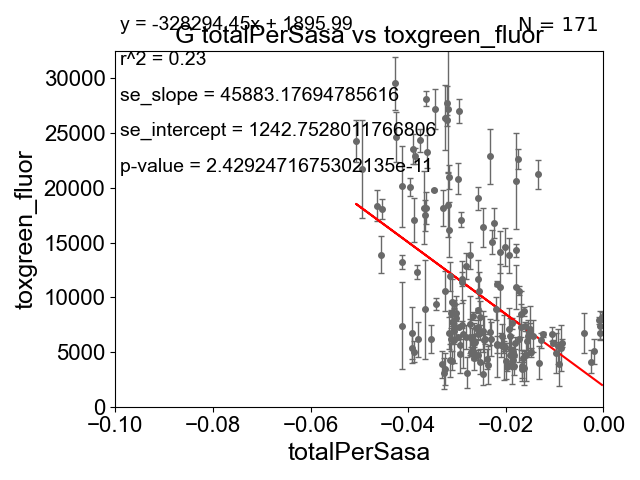 y = -328294.45x + 1895.99
N = 171
G totalPerSasa vs toxgreen_fluor
r^2 = 0.23
se_slope = 45883.17694785616
se_intercept = 1242.7528011766806
p-value = 2.4292471675302135e-11
30000
25000
20000
15000
10000
5000
0
toxgreen_fluor
−0.10 −0.08 −0.06 −0.04 −0.02 0.00
totalPerSasa